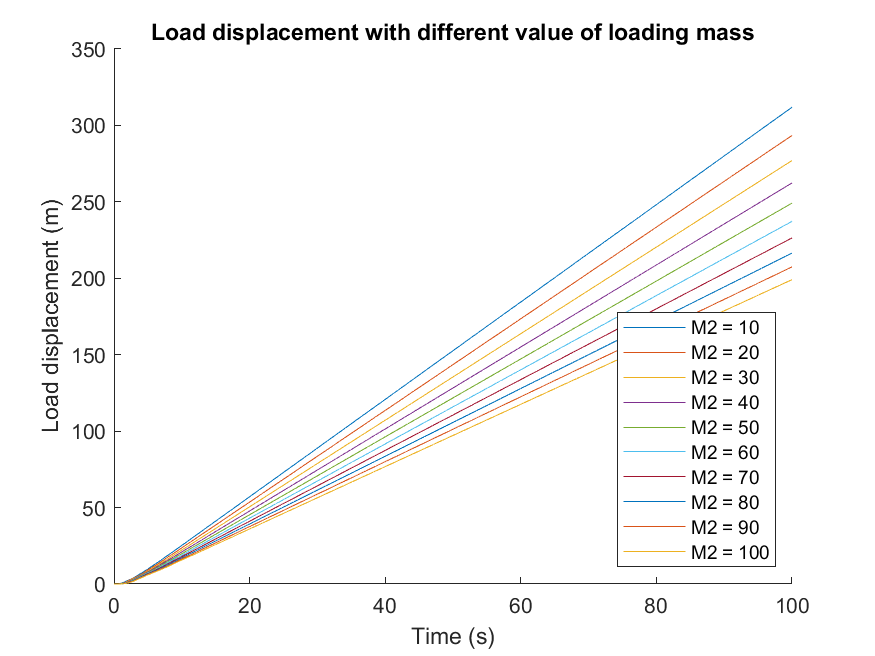 Load displacement with different value of loading mass
350
300
250
200
150
100
50
0
Load displacement (m)
0 20 40 60 80 100
Time (s)
M2 = 10
M2 = 20
M2 = 30
M2 = 40
M2 = 50
M2 = 60
M2 = 70
M2 = 80
M2 = 90
M2 = 100